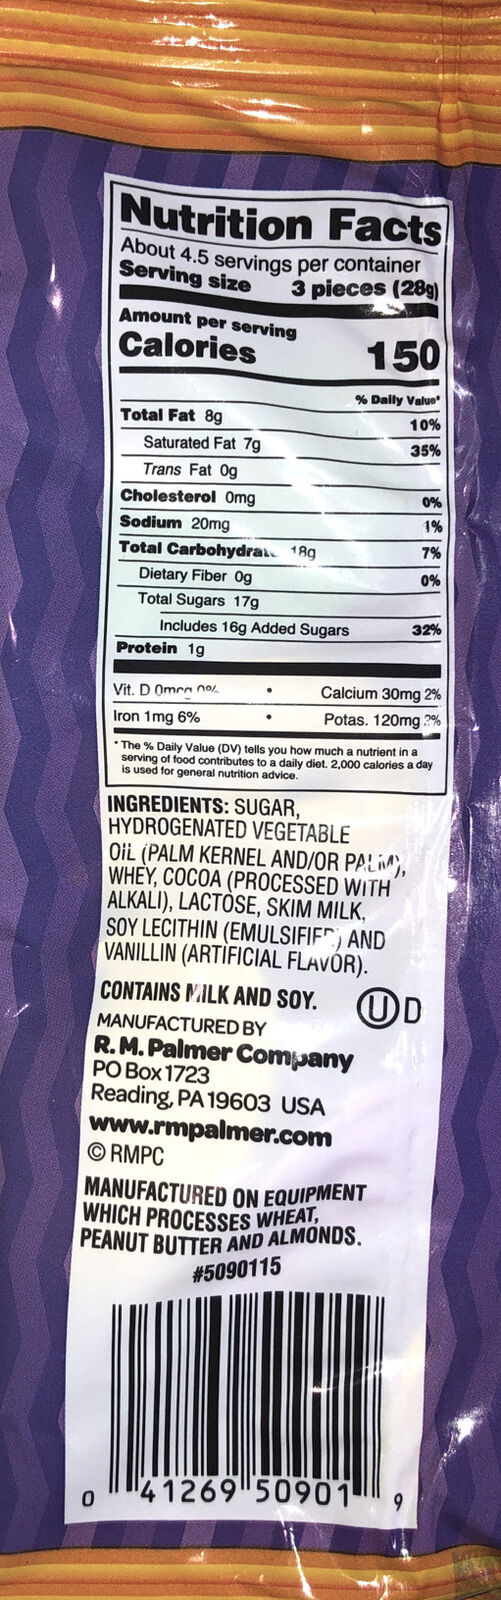 Nutrition Facts
About 4.5 servings per container
Serving size 3 pieces (28g)
Amount per serving
Calories 150
% Daily Value*
Total Fat 8g 10%
Saturated Fat 7g 35%
Trans Fat 0g
Cholesterol 0mg 0%
Sodium 20mg 1%
Total Carbohydrate 18g 7%
Dietary Fiber 0g 0%
Total Sugars 17g
Includes 16g Added Sugars 32%
Protein 1g
Vit. D 0mcg 0% • Calcium 30mg 2%
Iron 1mg 6% • Potas. 120mg 2%
* The % Daily Value (DV) tells you how much a nutrient in a
serving of food contributes to a daily diet. 2,000 calories a day
is used for general nutrition advice.
INGREDIENTS: SUGAR,
HYDROGENATED VEGETABLE
OIL (PALM KERNEL AND/OR PALM),
WHEY, COCOA (PROCESSED WITH
ALKALI), LACTOSE, SKIM MILK,
SOY LECITHIN (EMULSIFIER) AND
VANILLIN (ARTIFICIAL FLAVOR).
CONTAINS MILK AND SOY. Ⓤ D
MANUFACTURED BY
R. M. Palmer Company
PO Box 1723
Reading, PA 19603 USA
www.rmpalmer.com
© RMPC
MANUFACTURED ON EQUIPMENT
WHICH PROCESSES WHEAT,
PEANUT BUTTER AND ALMONDS.
#5090115
0 41269 50901 9